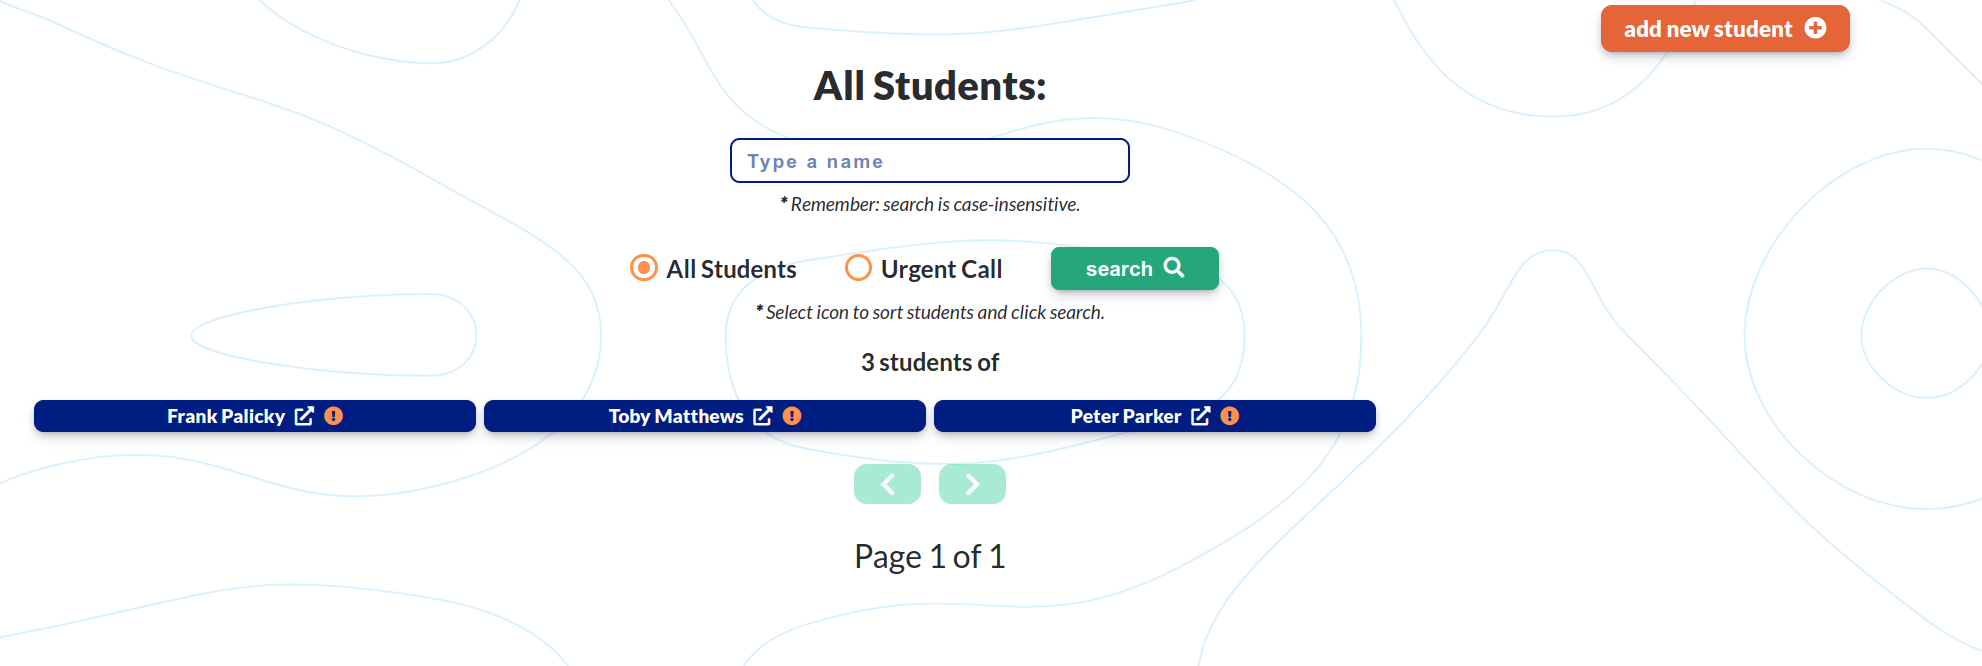 add new student
All Students:
Type a name
* Remember: search is case-insensitive.
All Students Urgent Call search
* Select icon to sort students and click search.
3 students of
Frank Palicky Toby Matthews Peter Parker
Page 1 of 1